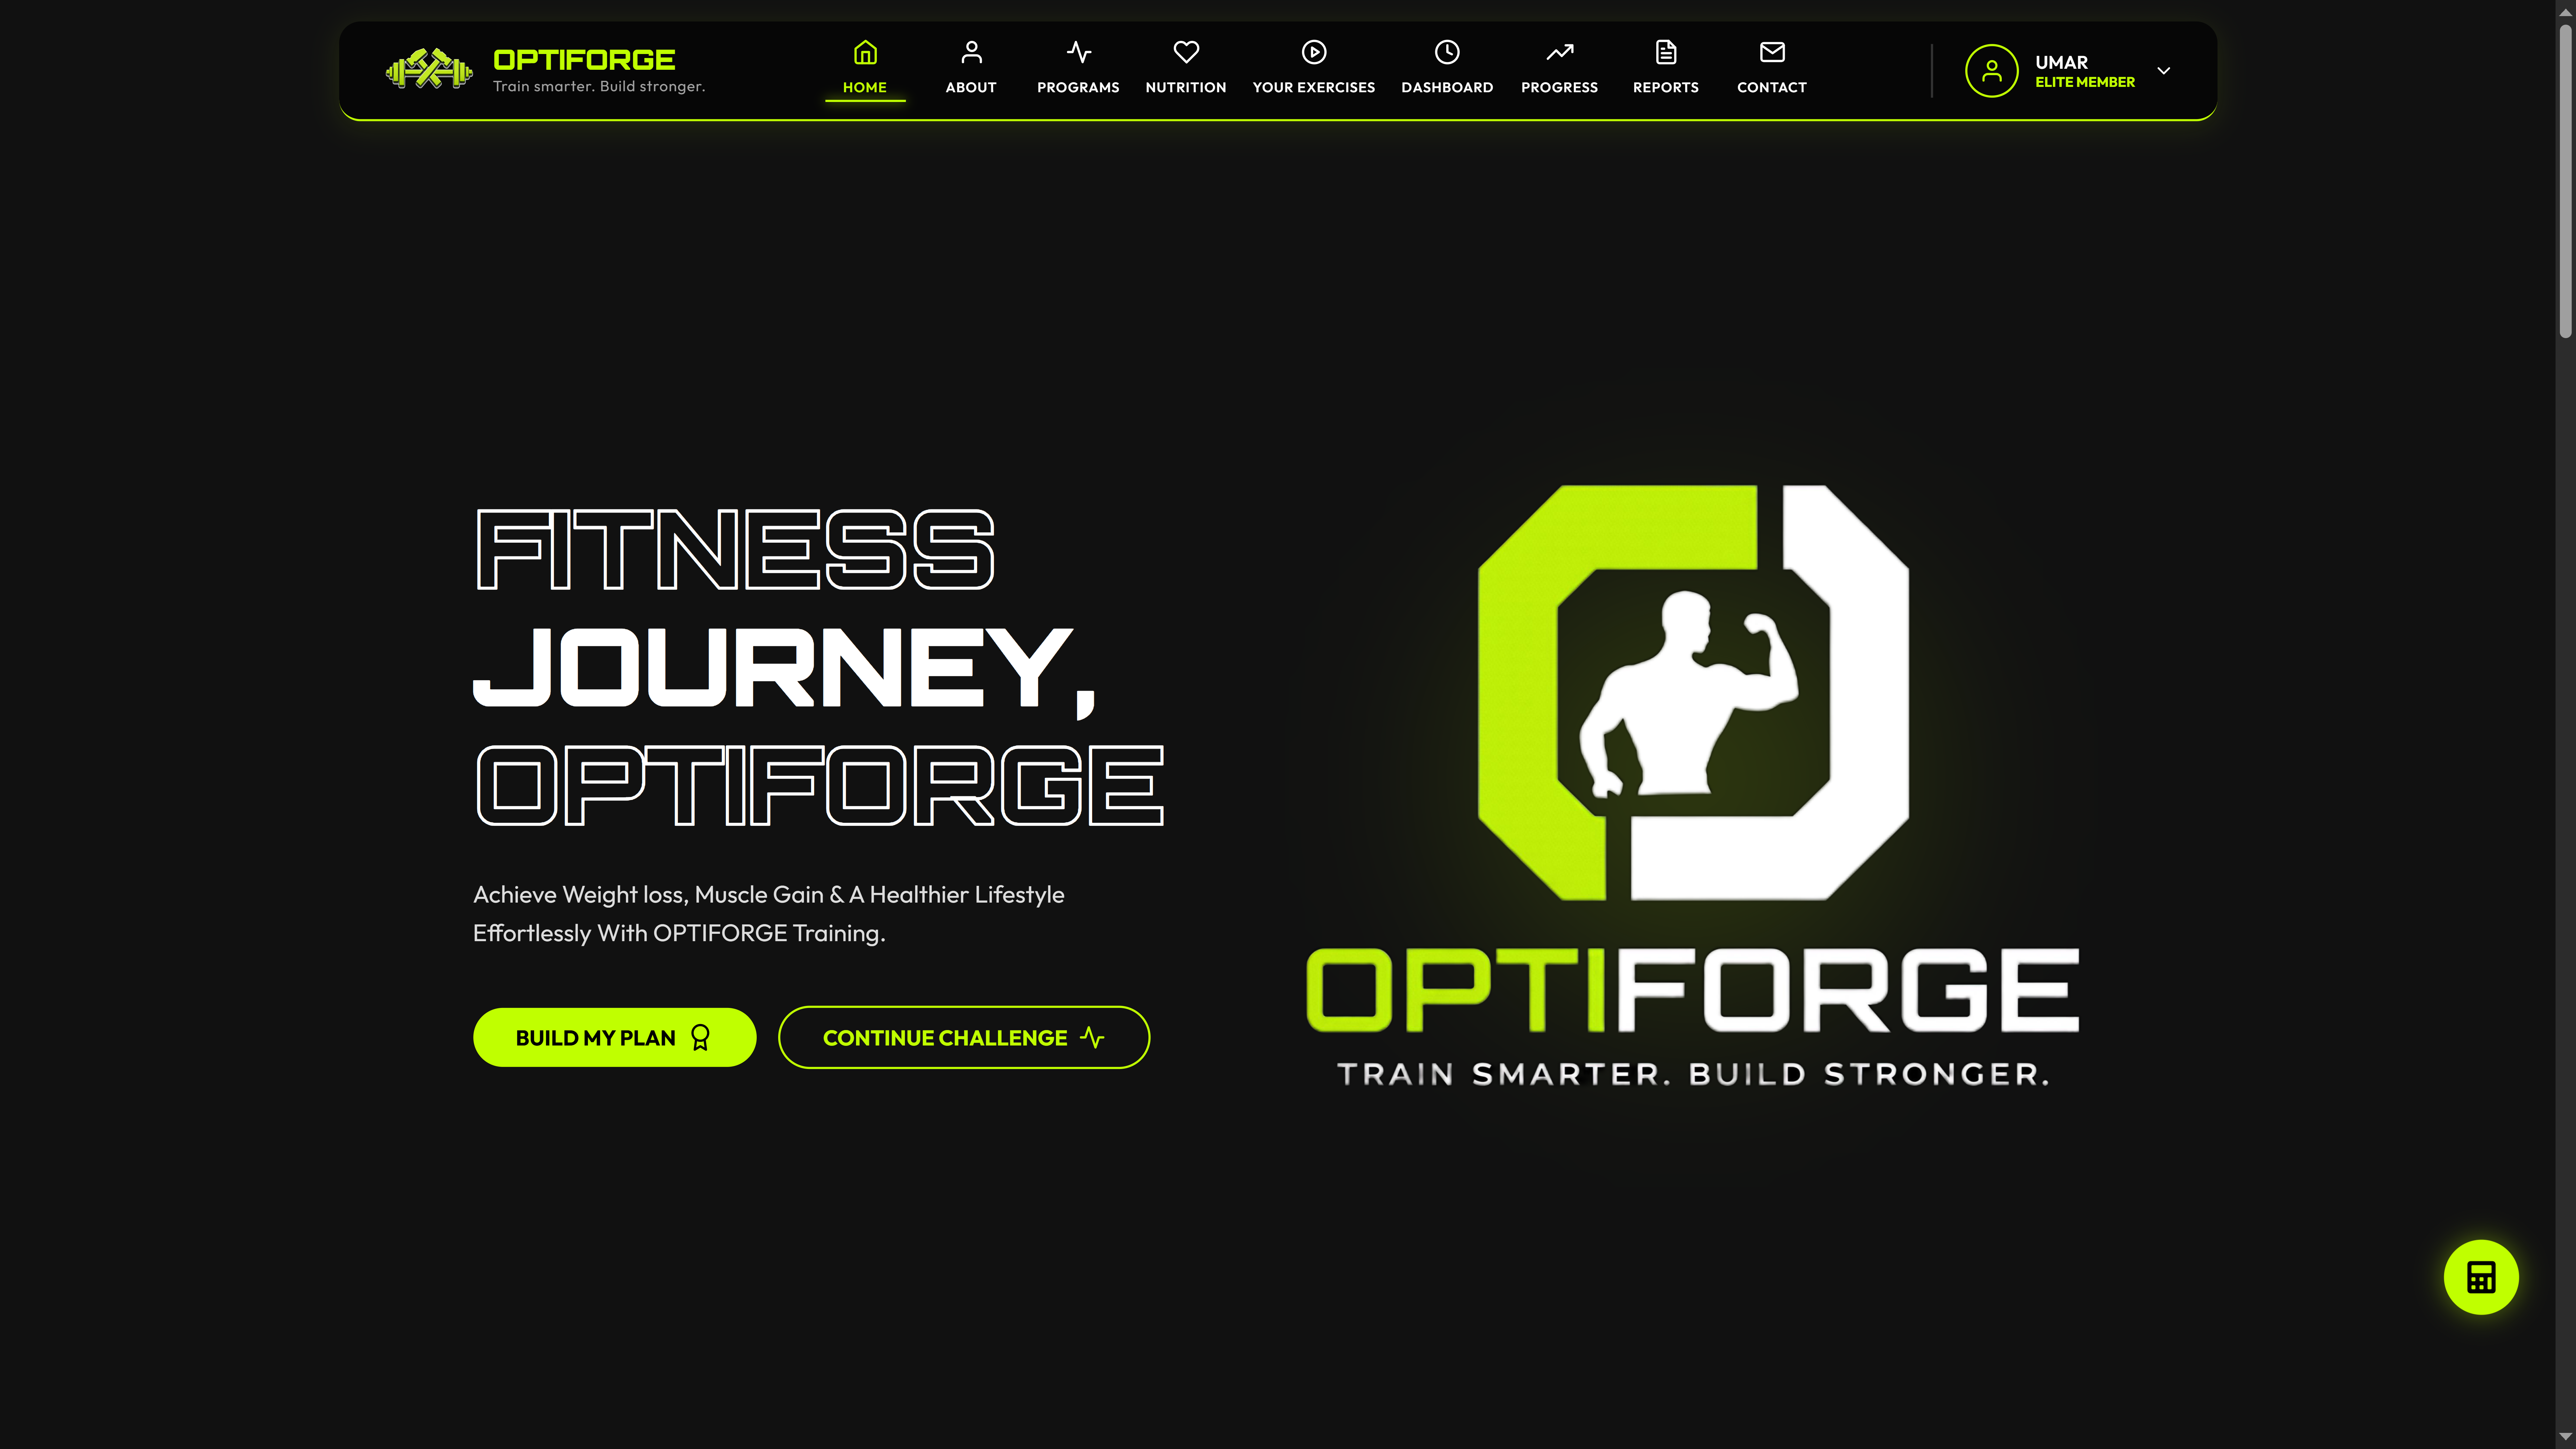 OPTIFORGE
Train smarter. Build stronger.
HOME
ABOUT
PROGRAMS
NUTRITION
YOUR EXERCISES
DASHBOARD
PROGRESS
REPORTS
CONTACT
UMAR
ELITE MEMBER
FITNESS
JOURNEY,
OPTIFORGE
Achieve Weight loss, Muscle Gain & A Healthier Lifestyle
Effortlessly With OPTIFORGE Training.
BUILD MY PLAN
CONTINUE CHALLENGE
OPTIFORGE
TRAIN SMARTER. BUILD STRONGER.